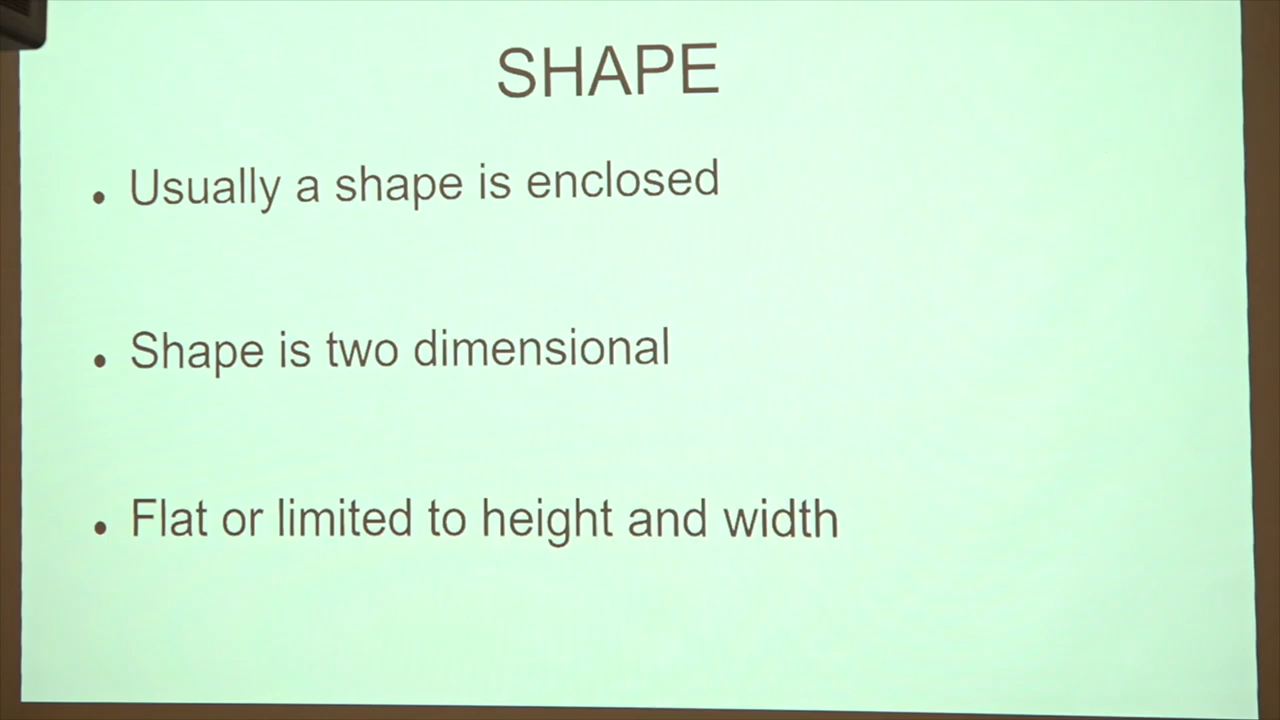 SHAPE
• Usually a shape is enclosed
• Shape is two dimensional
• Flat or limited to height and width